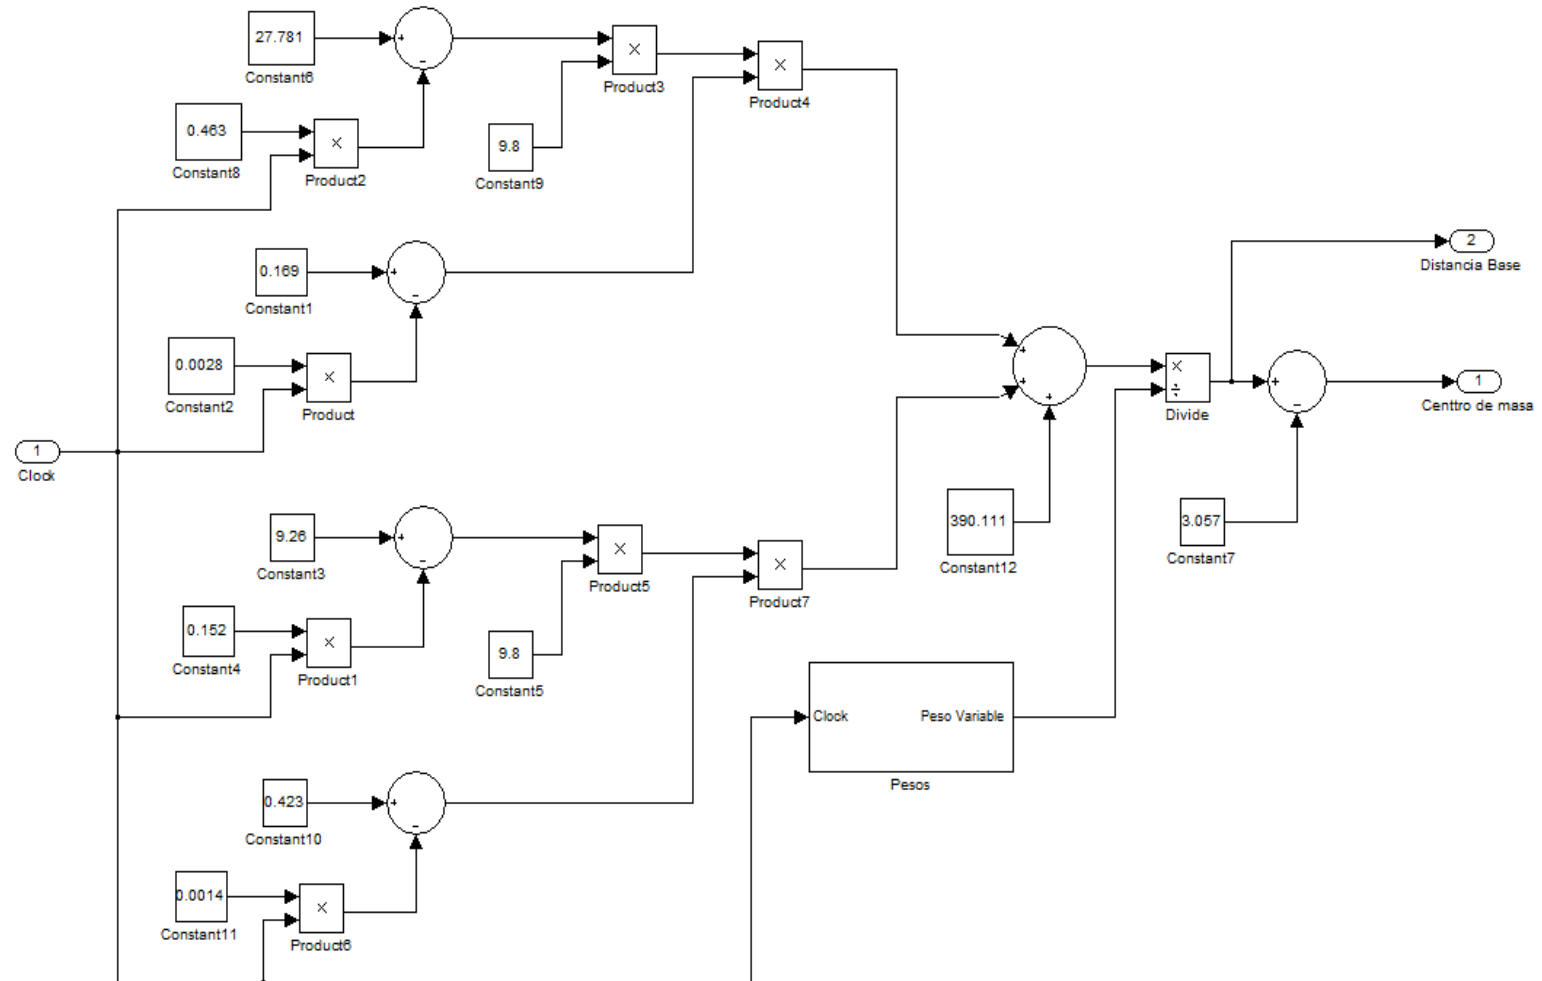 27.781
+
-
Constant6
×
Product3
×
Product4
0.463
Constant8
×
Product2
9.8
Constant9
0.169
Constant1
+
-
0.0028
Constant2
×
Product
1
Clock
2
Distancia Base
+
+
+
×
÷
Divide
+
-
1
Centtro de masa
390.111
Constant12
3.057
Constant7
9.26
Constant3
+
-
×
Product5
×
Product7
0.152
Constant4
×
Product1
9.8
Constant5
Clock
Peso Variable
Pesos
0.423
Constant10
+
-
0.0014
Constant11
×
Product6